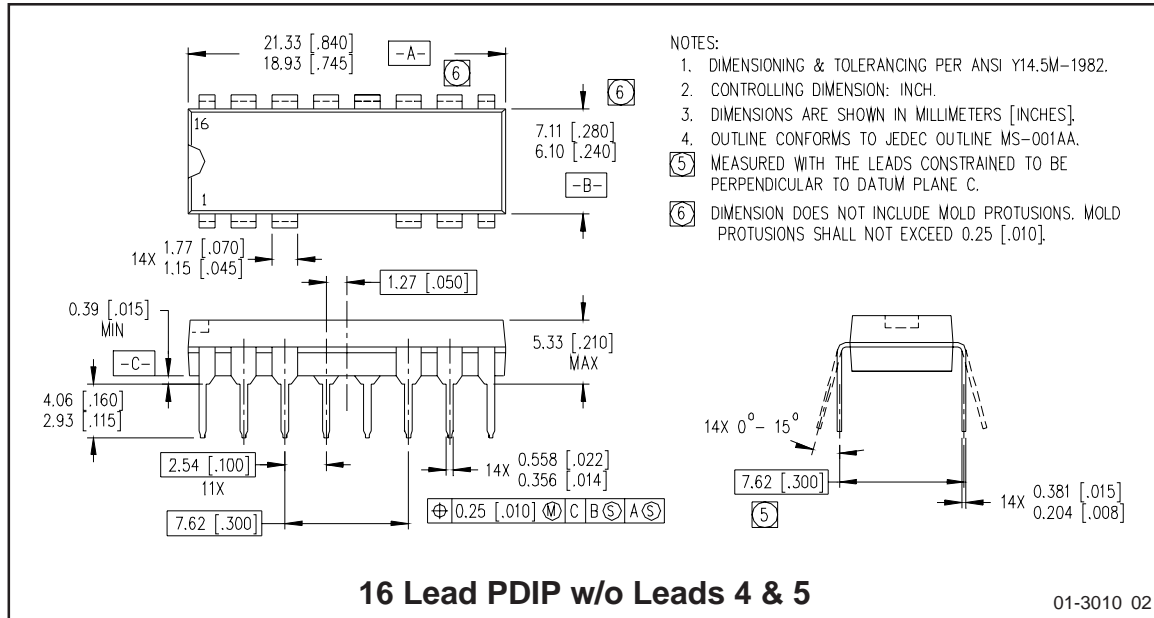 21.33 [.840]
18.93 [.745]
-A-
6
6
16
1
7.11 [.280]
6.10 [.240]
-B-
NOTES:
1. DIMENSIONING & TOLERANCING PER ANSI Y14.5M-1982.
2. CONTROLLING DIMENSION: INCH.
3. DIMENSIONS ARE SHOWN IN MILLIMETERS [INCHES].
4. OUTLINE CONFORMS TO JEDEC OUTLINE MS-001AA.
5 MEASURED WITH THE LEADS CONSTRAINED TO BE
PERPENDICULAR TO DATUM PLANE C.
6 DIMENSION DOES NOT INCLUDE MOLD PROTUSIONS. MOLD
PROTUSIONS SHALL NOT EXCEED 0.25 [.010].
14X 1.77 [.070]
1.15 [.045]
1.27 [.050]
0.39 [.015]
MIN
-C-
5.33 [.210]
MAX
4.06 [.160]
2.93 [.115]
2.54 [.100]
11X
14X 0.558 [.022]
0.356 [.014]
7.62 [.300]
⌖ 0.25 [.010] Ⓜ C B Ⓢ A Ⓢ
14X 0° - 15°
7.62 [.300]
5
14X 0.381 [.015]
0.204 [.008]
16 Lead PDIP w/o Leads 4 & 5
01-3010 02